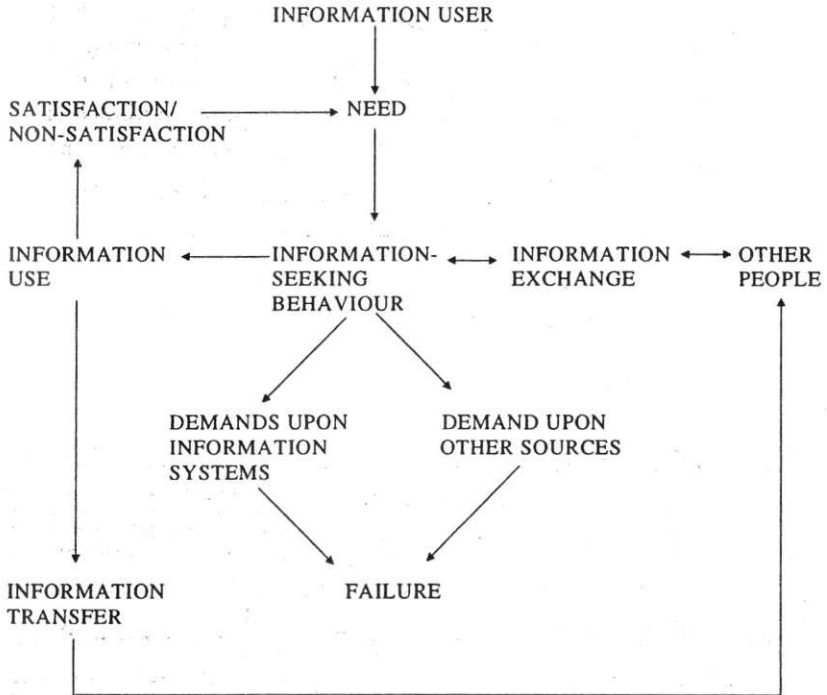 INFORMATION USER
SATISFACTION/
NON-SATISFACTION
NEED
INFORMATION
USE
INFORMATION-
SEEKING
BEHAVIOUR
INFORMATION
EXCHANGE
OTHER
PEOPLE
DEMANDS UPON
INFORMATION
SYSTEMS
DEMAND UPON
OTHER SOURCES
INFORMATION
TRANSFER
FAILURE